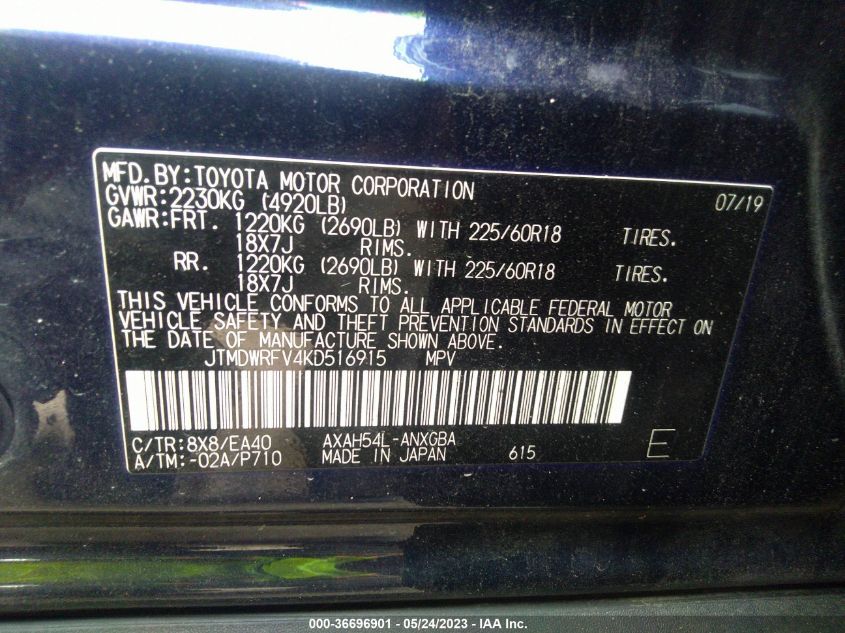 MFD.BY:TOYOTA MOTOR CORPORATION 07/19
GVWR:2230KG (4920LB)
GAWR:FRT. 1220KG (2690LB) WITH 225/60R18 TIRES.
18X7J RIMS.
RR. 1220KG (2690LB) WITH 225/60R18 TIRES.
18X7J RIMS.
THIS VEHICLE CONFORMS TO ALL APPLICABLE FEDERAL MOTOR
VEHICLE SAFETY AND THEFT PREVENTION STANDARDS IN EFFECT ON
THE DATE OF MANUFACTURE SHOWN ABOVE.
JTMDWRFV4KD516915 MPV
C/TR:8X8/EA40 AXAH54L-ANXGBA
A/TM:-02A/P710 MADE IN JAPAN 615 E
000-36696901 - 05/24/2023 - IAA Inc.